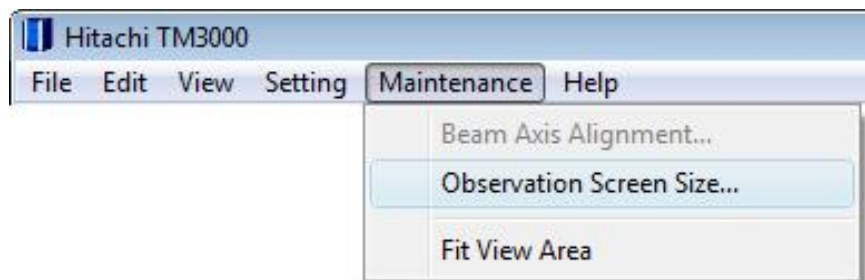 Hitachi TM3000
File Edit View Setting Maintenance Help
Beam Axis Alignment...
Observation Screen Size...
Fit View Area